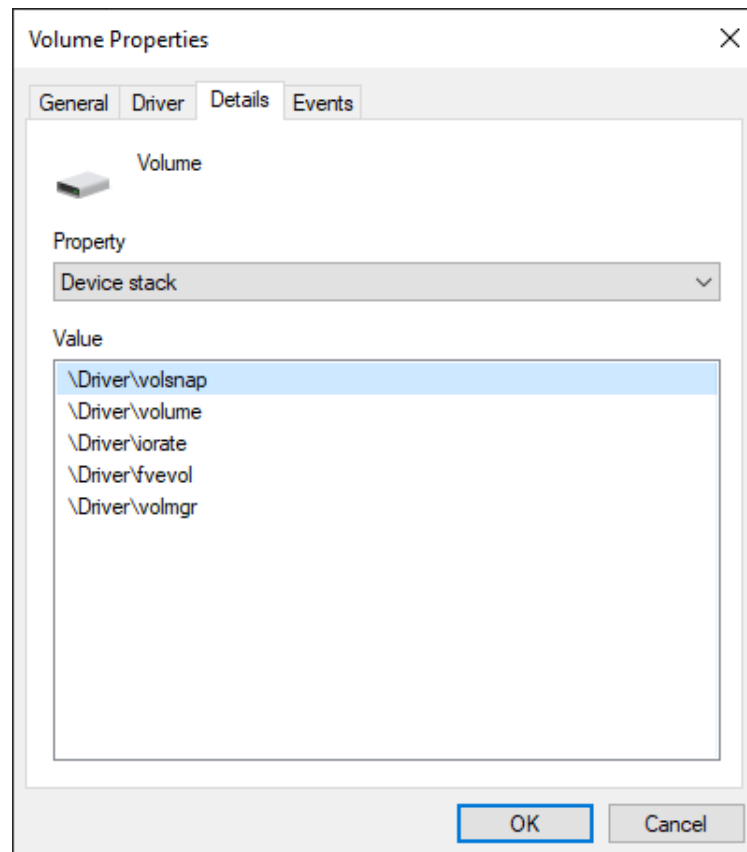 Volume Properties
General Driver Details Events
Volume
Property
Device stack
Value
\Driver\volsnap
\Driver\volume
\Driver\iorate
\Driver\fvevol
\Driver\volmgr
OK Cancel